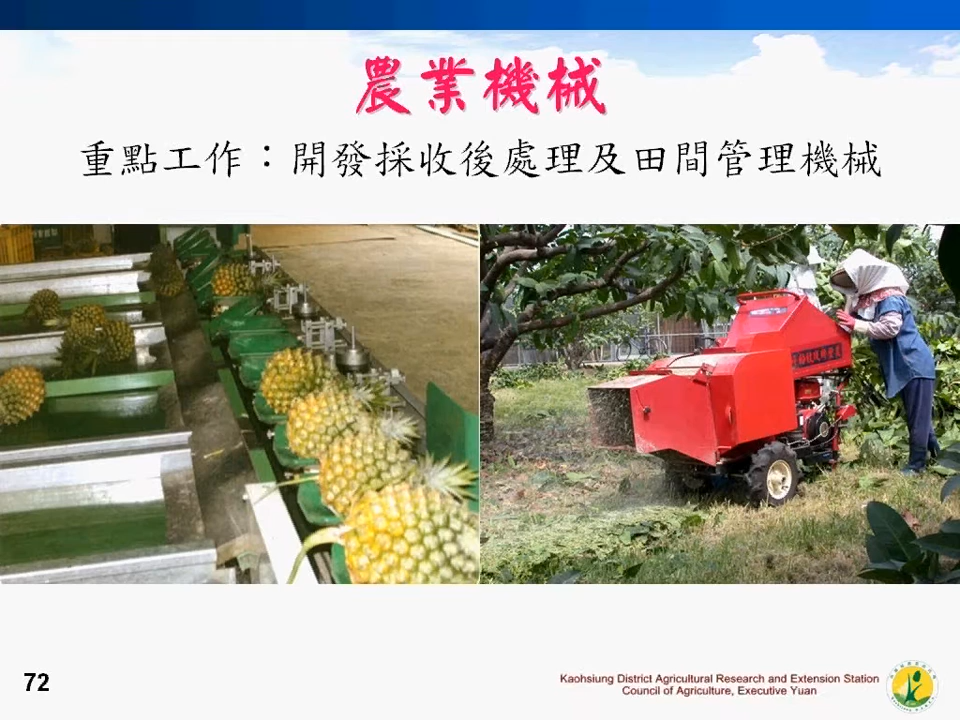 農業機械
重點工作：開發採收後處理及田間管理機械
72
Kaohsiung District Agricultural Research and Extension Station
Council of Agriculture, Executive Yuan